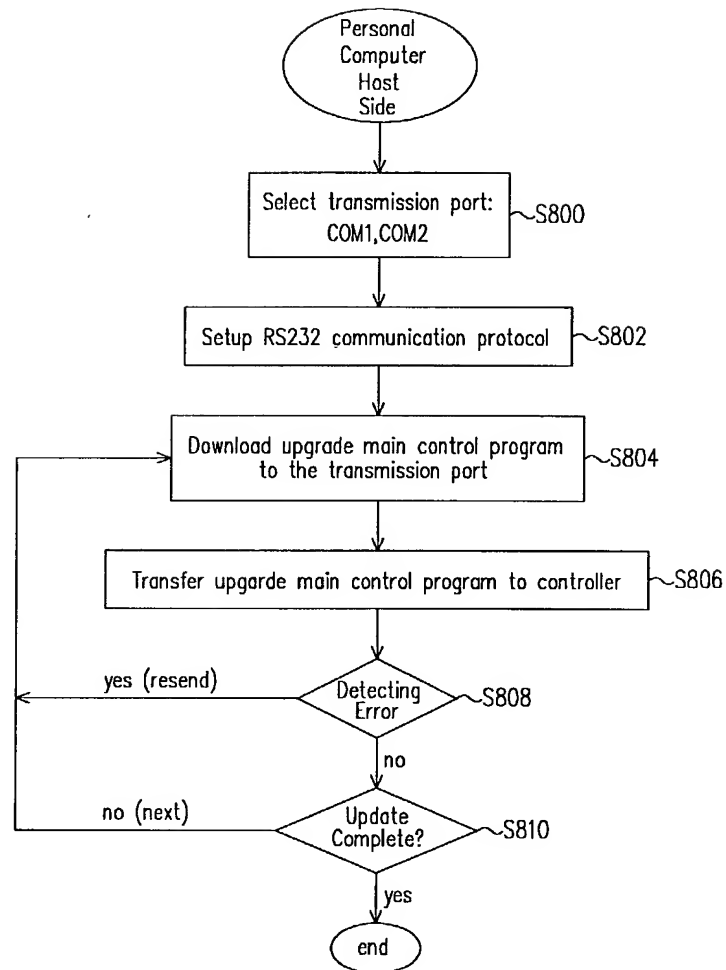 Personal
Computer
Host
Side
Select transmission port:
COM1,COM2
S800
Setup RS232 communication protocol
S802
Download upgrade main control program
to the transmission port
S804
Transfer upgarde main control program to controller
S806
yes (resend)
Detecting
Error
S808
no
no (next)
Update
Complete?
S810
yes
end